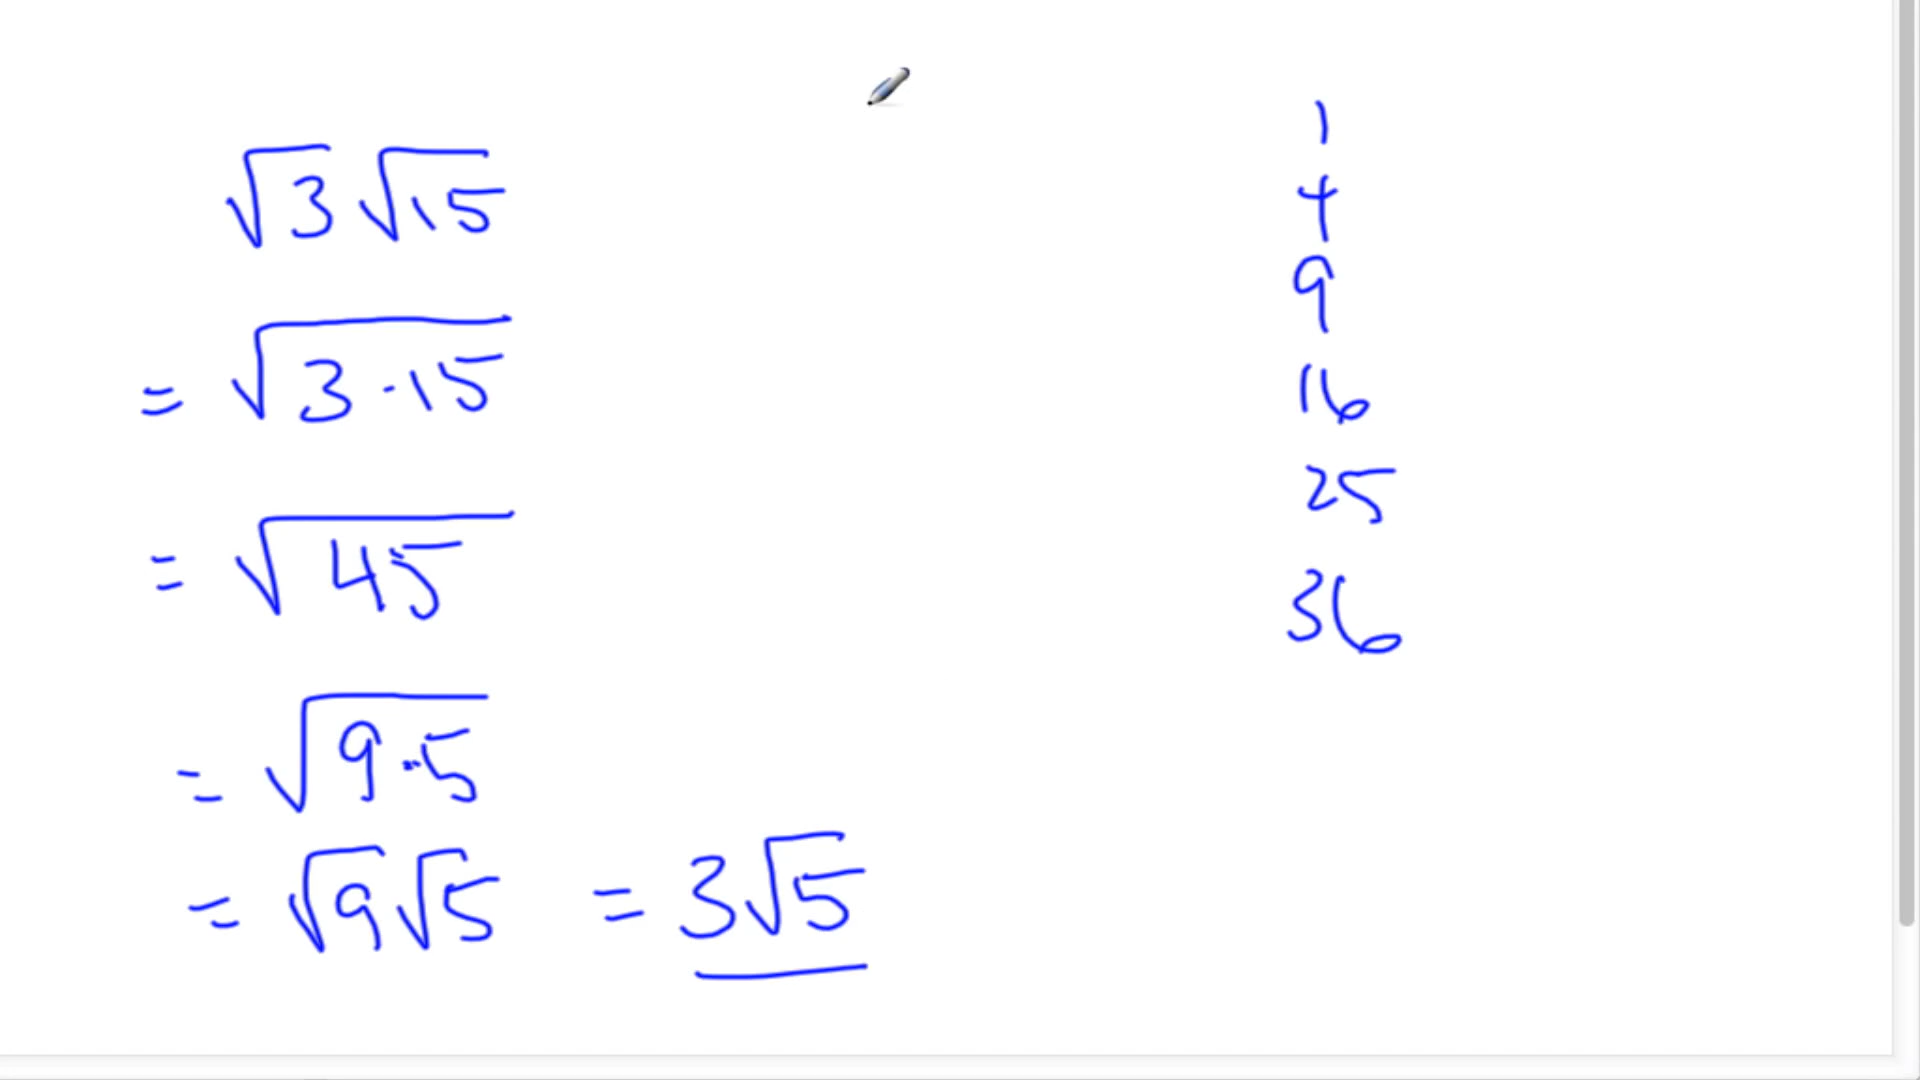 √3 √15
= √(3 · 15)
= √45
= √(9 · 5)
= √9 √5 = 3√5
1
4
9
16
25
36